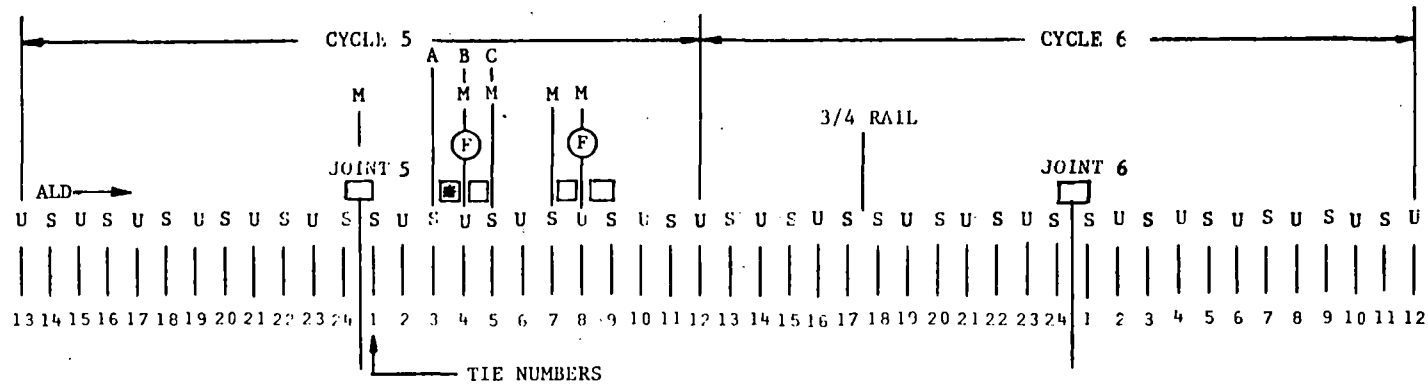 CYCLE 5 CYCLE 6
A B C
M M M M M
3/4 RAIL
F F
JOINT 5 JOINT 6
ALD
U S U S U S U S U S U S S U S U S U S U S U S U S U S U S S U S U S U S S U S U S U S U S U S U
13 14 15 16 17 18 19 20 21 22 23 24 1 2 3 4 5 6 7 8 9 10 11 12 13 14 15 16 17 18 19 20 21 22 23 24 1 2 3 4 5 6 7 8 9 10 11 12
TIE NUMBERS